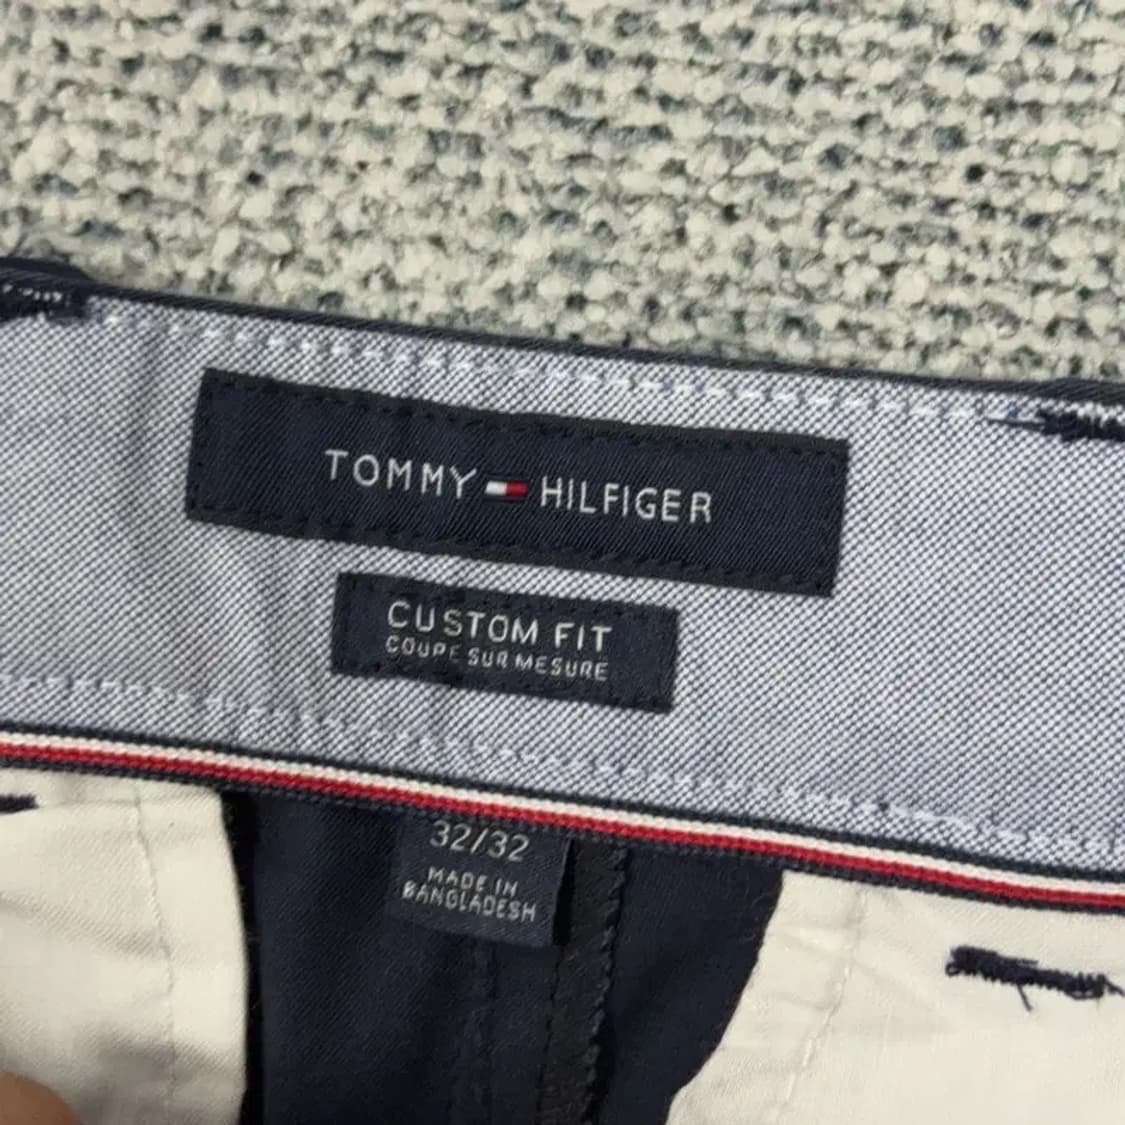 TOMMY HILFIGER
CUSTOM FIT
COUPE SUR MESURE
32/32
MADE IN
BANGLADESH